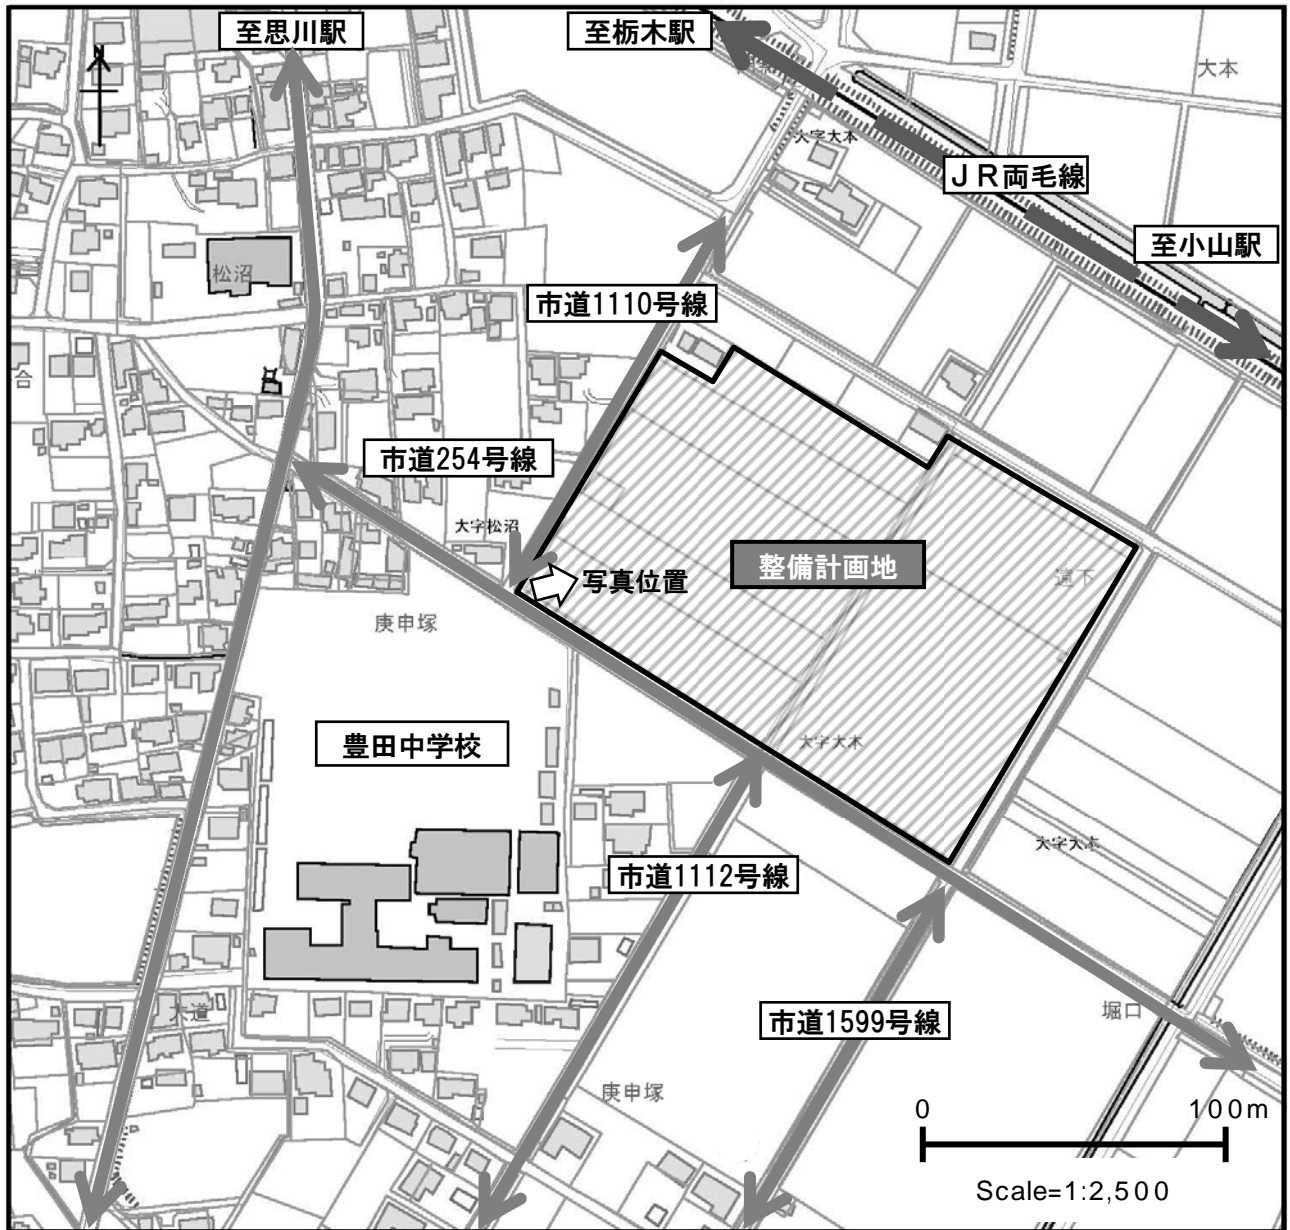 至思川駅
至栃木駅
大本
大字大本
ＪＲ両毛線
至小山駅
松沼
市道1110号線
合
市道254号線
大字松沼
整備計画地
写真位置
遠下
庚申塚
豊田中学校
大字大本
大字大本
市道1112号線
大道
市道1599号線
堀口
庚申塚
0
100m
Scale=1:2,500